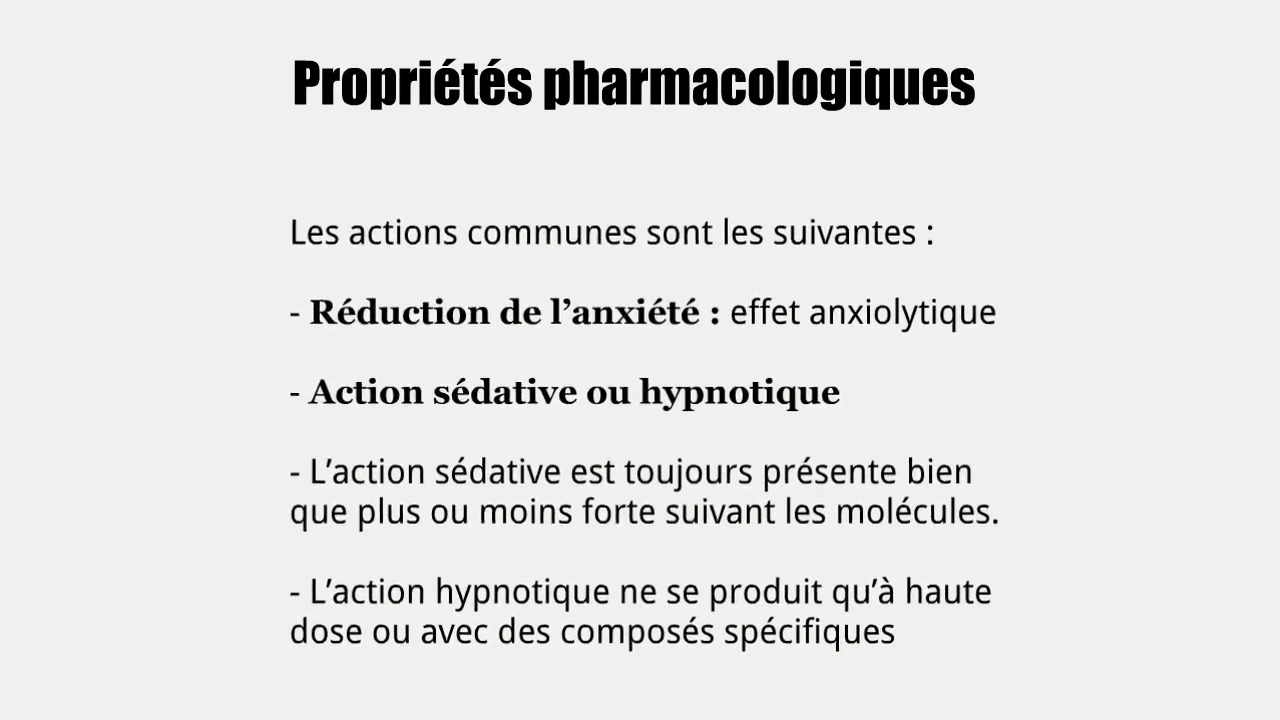 Propriétés pharmacologiques
Les actions communes sont les suivantes :
- Réduction de l’anxiété : effet anxiolytique
- Action sédative ou hypnotique
- L’action sédative est toujours présente bien
que plus ou moins forte suivant les molécules.
- L’action hypnotique ne se produit qu’à haute
dose ou avec des composés spécifiques